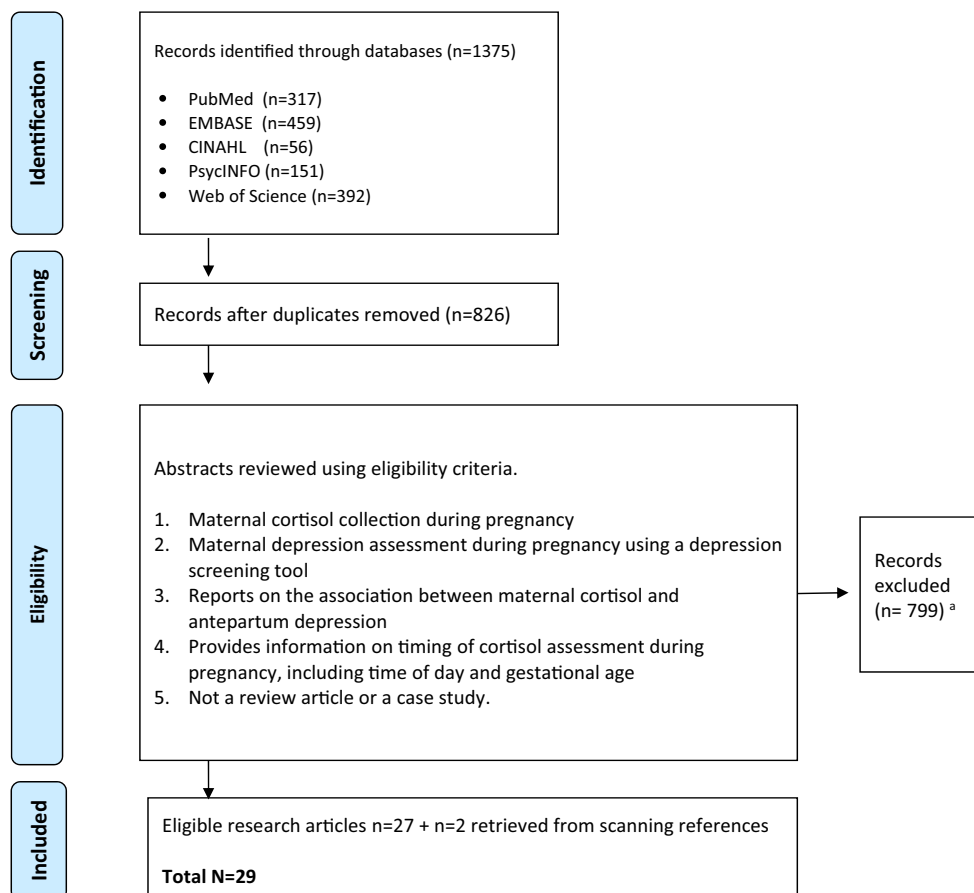 Identification
Records identified through databases (n=1375)
• PubMed (n=317)
• EMBASE (n=459)
• CINAHL (n=56)
• PsycINFO (n=151)
• Web of Science (n=392)
Screening
Records after duplicates removed (n=826)
Eligibility
Abstracts reviewed using eligibility criteria.
1. Maternal cortisol collection during pregnancy
2. Maternal depression assessment during pregnancy using a depression
screening tool
3. Reports on the association between maternal cortisol and
antepartum depression
4. Provides information on timing of cortisol assessment during
pregnancy, including time of day and gestational age
5. Not a review article or a case study.
Records
excluded
(n= 799) a
Included
Eligible research articles n=27 + n=2 retrieved from scanning references
Total N=29